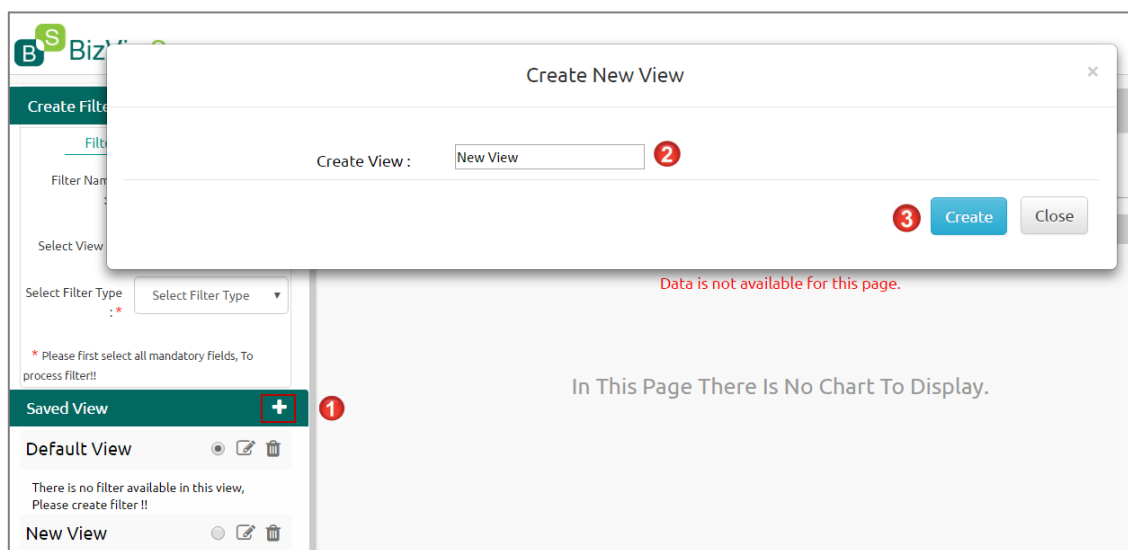 BS
Create New View
×
Create Filte
Filt
Create View :
New View
2
Filter Nam
:
3
Create
Close
Select View
Select Filter Type
: *
Select Filter Type
Data is not available for this page.
* Please first select all mandatory fields, To
process filter!!
In This Page There Is No Chart To Display.
Saved View
+
1
Default View
There is no filter available in this view,
Please create filter !!
New View